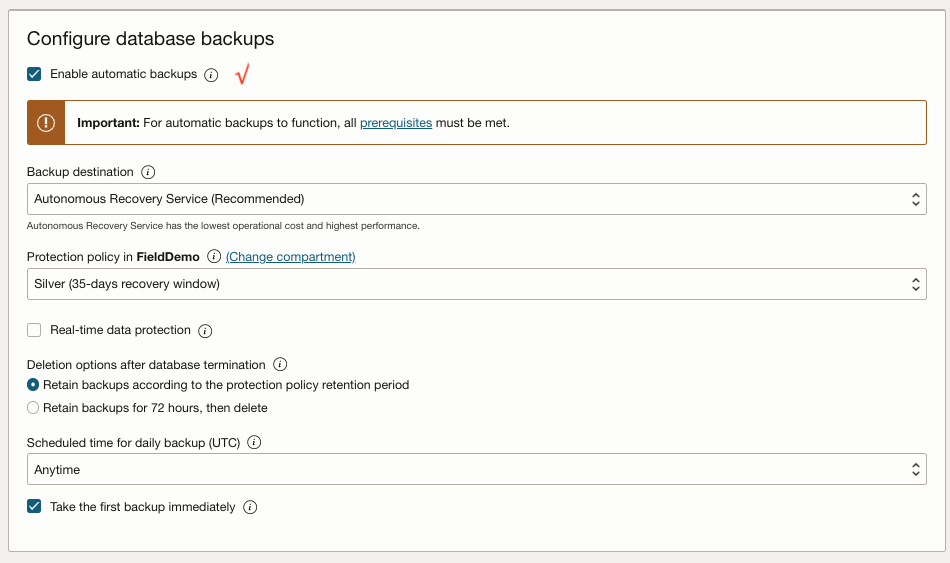 Configure database backups
Enable automatic backups
Important: For automatic backups to function, all prerequisites must be met.
Backup destination
Autonomous Recovery Service (Recommended)
Autonomous Recovery Service has the lowest operational cost and highest performance.
Protection policy in FieldDemo (Change compartment)
Silver (35-days recovery window)
Real-time data protection
Deletion options after database termination
Retain backups according to the protection policy retention period
Retain backups for 72 hours, then delete
Scheduled time for daily backup (UTC)
Anytime
Take the first backup immediately